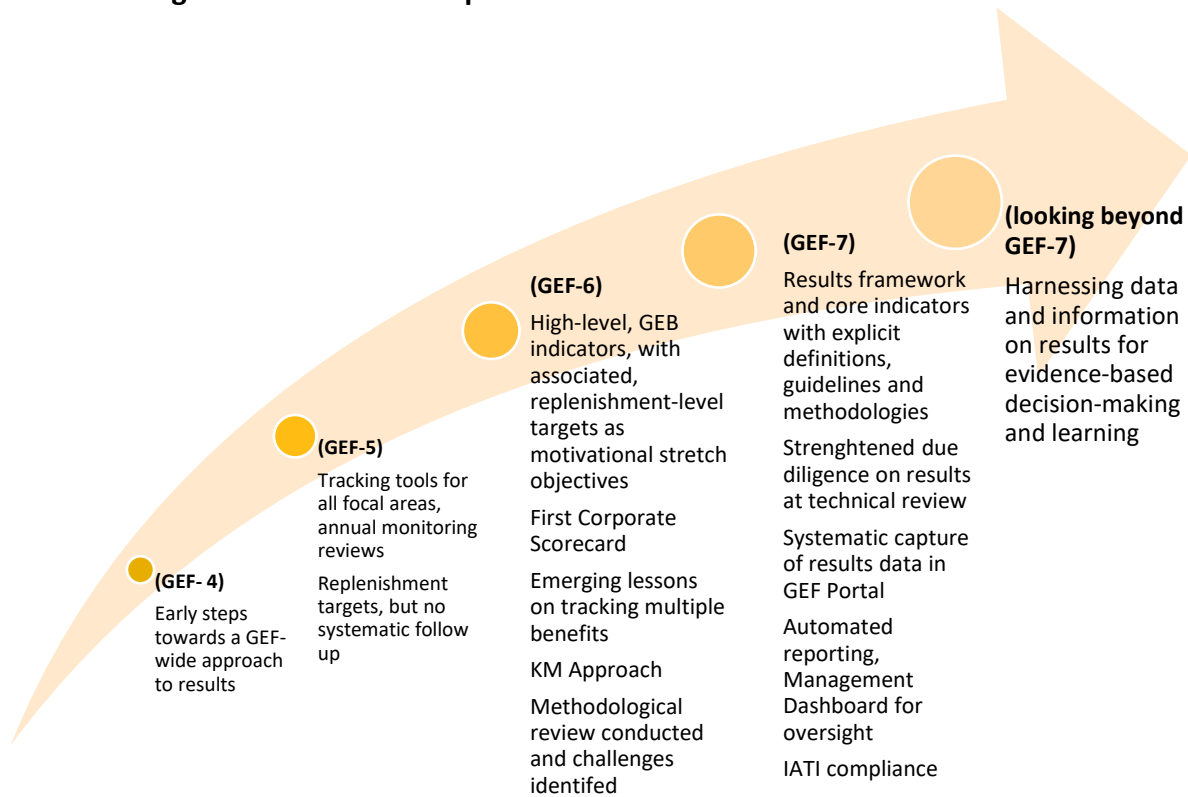 (GEF- 4)
Early steps
towards a GEF-
wide approach
to results
(GEF-5)
Tracking tools for
all focal areas,
annual monitoring
reviews
Replenishment
targets, but no
systematic follow
up
(GEF-6)
High-level, GEB
indicators, with
associated,
replenishment-level
targets as
motivational stretch
objectives
First Corporate
Scorecard
Emerging lessons
on tracking multiple
benefits
KM Approach
Methodological
review conducted
and challenges
identifed
(GEF-7)
Results framework
and core indicators
with explicit
definitions,
guidelines and
methodologies
Strenghtened due
diligence on results
at technical review
Systematic capture
of results data in
GEF Portal
Automated
reporting,
Management
Dashboard for
oversight
IATI compliance
(looking beyond
GEF-7)
Harnessing data
and information
on results for
evidence-based
decision-making
and learning